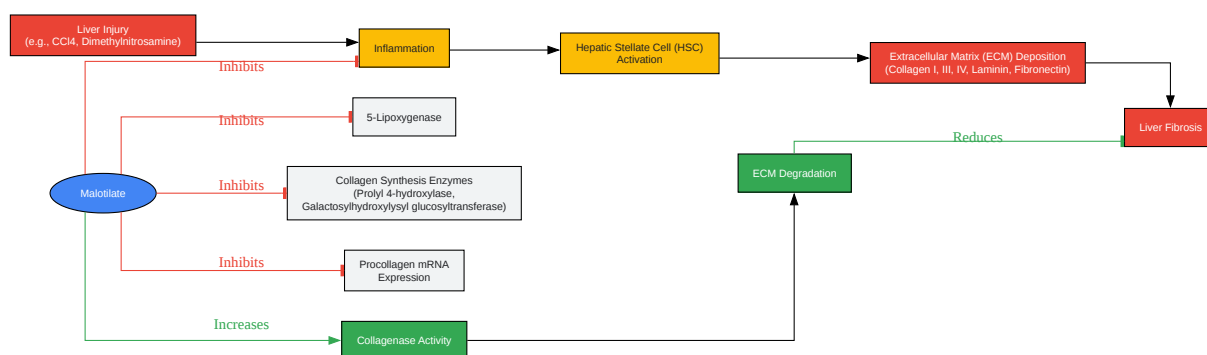 Liver Injury
(e.g., CCl4, Dimethylnitrosamine)
Inflammation
Hepatic Stellate Cell (HSC)
Activation
Extracellular Matrix (ECM) Deposition
(Collagen I, III, IV, Laminin, Fibronectin)
Inhibits
5-Lipoxygenase
Inhibits
Liver Fibrosis
Reduces
ECM Degradation
Malotilate
Inhibits
Collagen Synthesis Enzymes
(Prolyl 4-hydroxylase,
Galactosylhydroxylysyl glucosyltransferase)
Inhibits
Procollagen mRNA
Expression
Increases
Collagenase Activity